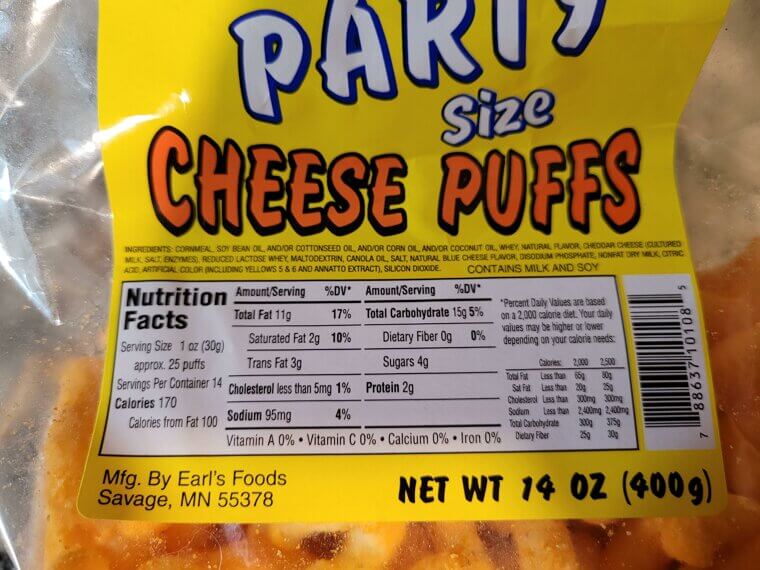 PARTY
Size
CHEESE PUFFS
INGREDIENTS: CORNMEAL, SOY BEAN OIL, AND/OR COTTONSEED OIL, AND/OR CORN OIL, AND/OR COCONUT OIL, WHEY, NATURAL FLAVOR, CHEDDAR CHEESE (CULTURED
MILK, SALT, ENZYMES), REDUCED LACTOSE WHEY, MALTODEXTRIN, CANOLA OIL, SALT, NATURAL BLUE CHEESE FLAVOR, DISODIUM PHOSPHATE, NONFAT DRY MILK, CITRIC
ACID, ARTIFICIAL COLOR (INCLUDING YELLOWS 5 & 6 AND ANNATTO EXTRACT), SILICON DIOXIDE. CONTAINS MILK AND SOY
Nutrition
Facts
Serving Size 1 oz (30g)
approx. 25 puffs
Servings Per Container 14
Calories 170
Calories from Fat 100
Amount/Serving %DV* Amount/Serving %DV*
Total Fat 11g 17% Total Carbohydrate 15g 5%
Saturated Fat 2g 10% Dietary Fiber 0g 0%
Trans Fat 3g Sugars 4g
Cholesterol less than 5mg 1% Protein 2g
Sodium 95mg 4%
Vitamin A 0% • Vitamin C 0% • Calcium 0% • Iron 0%
*Percent Daily Values are based
on a 2,000 calorie diet. Your daily
values may be higher or lower
depending on your calorie needs:
Calories: 2,000 2,500
Total Fat Less than 65g 80g
Sat Fat Less than 20g 25g
Cholesterol Less than 300mg 300mg
Sodium Less than 2,400mg 2,400mg
Total Carbohydrate 300g 375g
Dietary Fiber 25g 30g
7 88637 10108 5
Mfg. By Earl's Foods
Savage, MN 55378
NET WT 14 OZ (400g)